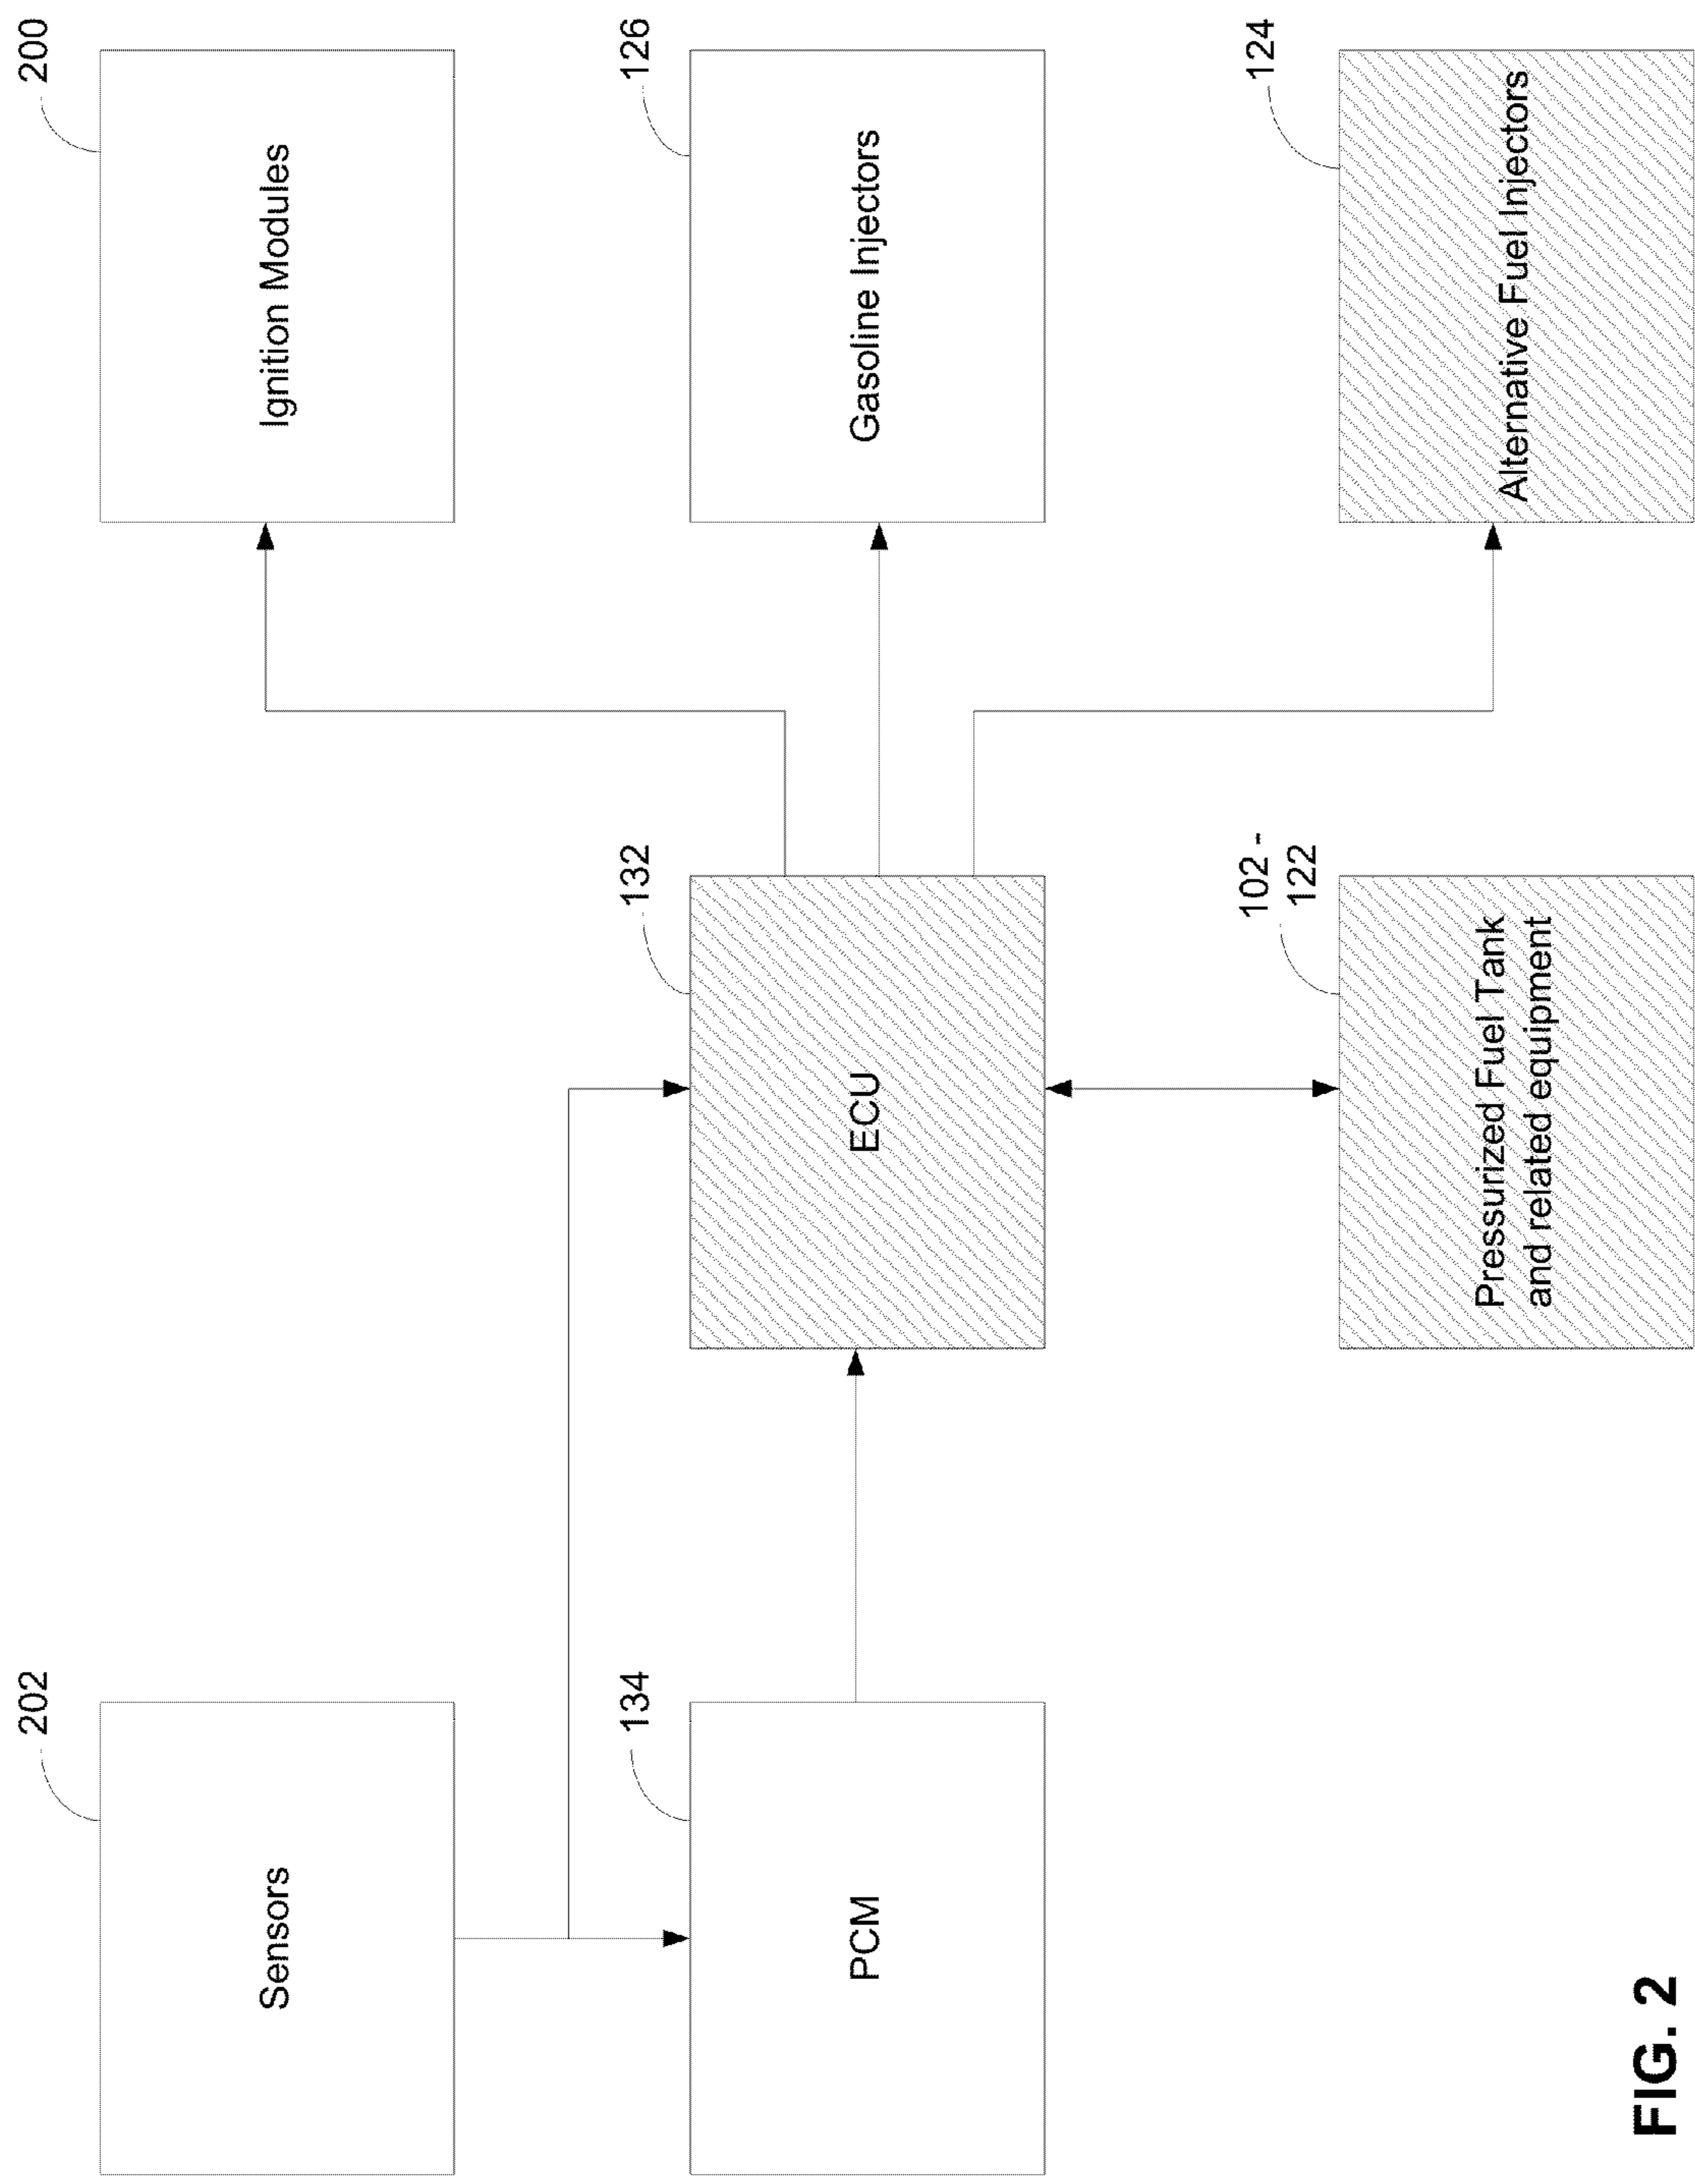 202
Sensors
134
PCM
132
ECU
102 -
122
Pressurized Fuel Tank
and related equipment
200
Ignition Modules
126
Gasoline Injectors
124
Alternative Fuel Injectors
FIG. 2